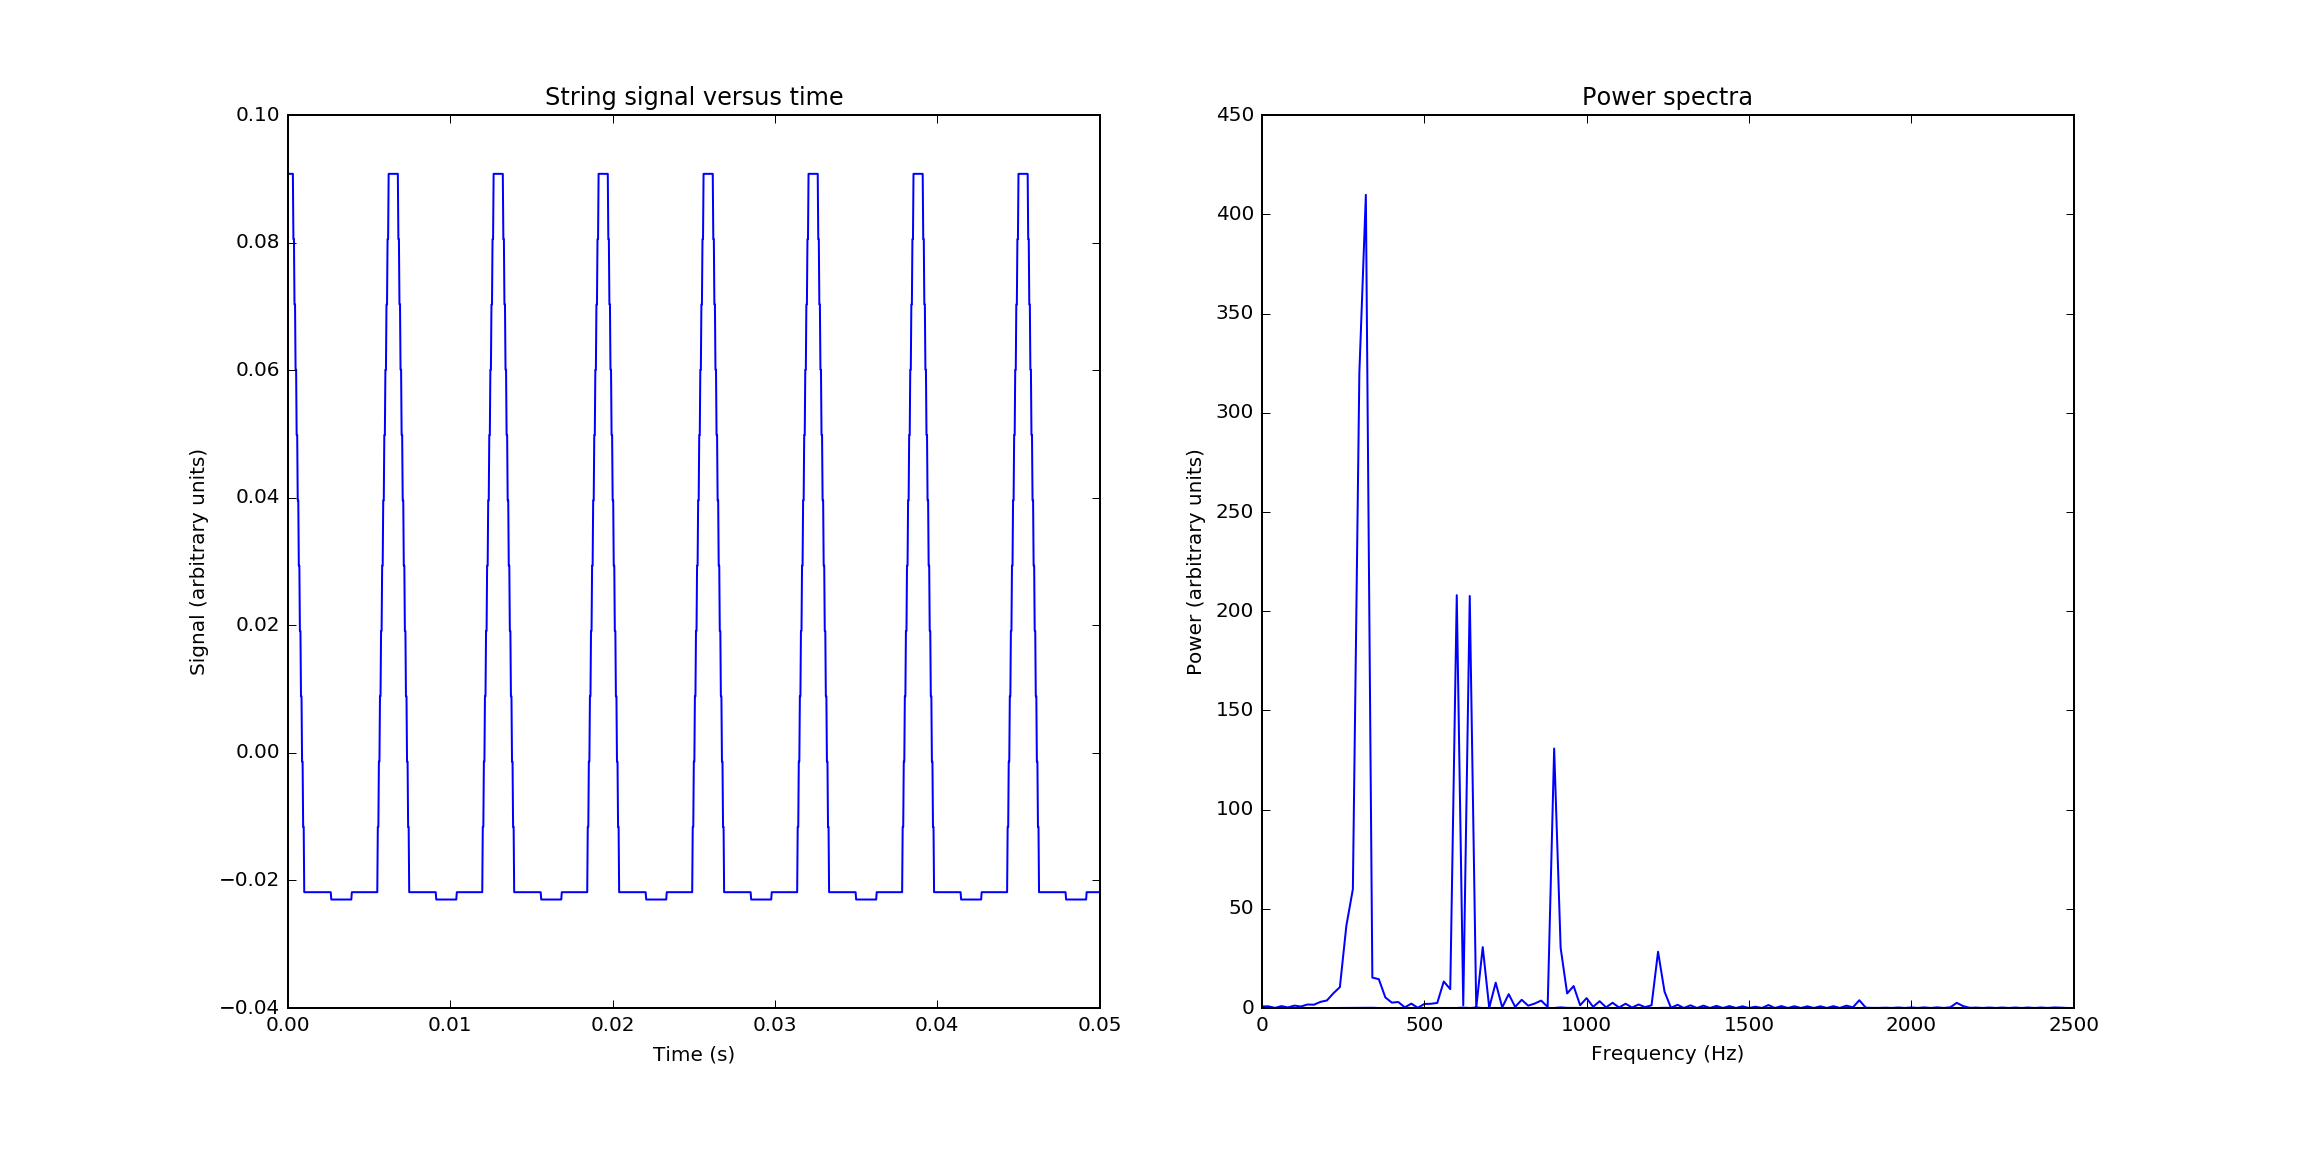 String signal versus time
0.10
0.08
0.06
0.04
0.02
0.00
−0.02
−0.04
Signal (arbitrary units)
0.00 0.01 0.02 0.03 0.04 0.05
Time (s)
Power spectra
450
400
350
300
250
200
150
100
50
0
Power (arbitrary units)
0 500 1000 1500 2000 2500
Frequency (Hz)